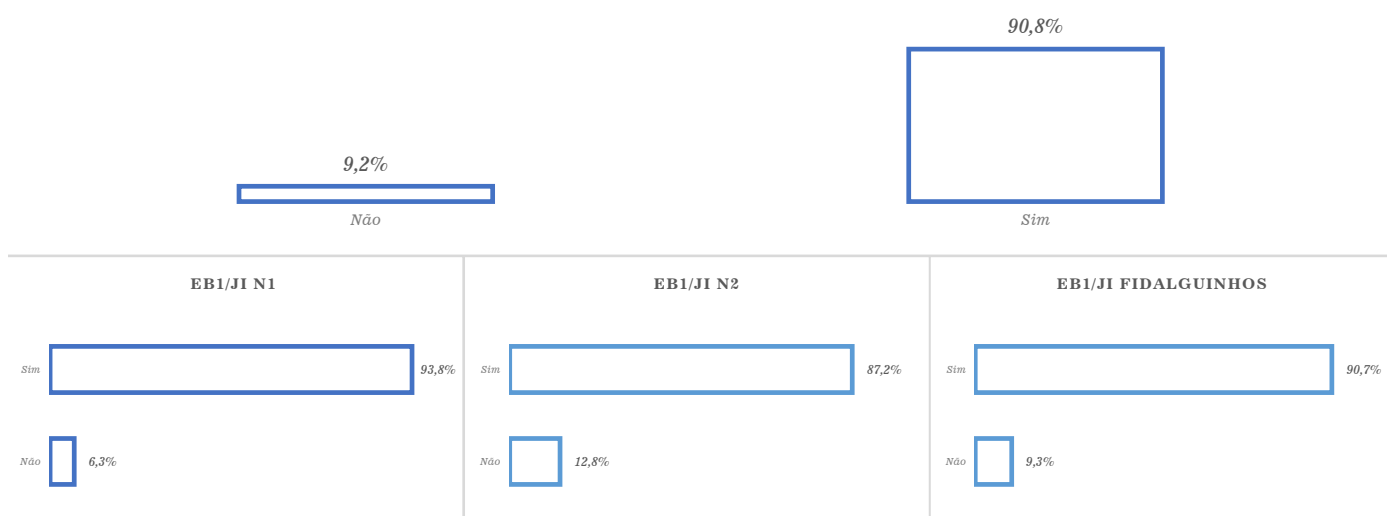 90,8%
9,2%
Não
Sim
EB1/JI N1
Sim
93,8%
Não
6,3%
EB1/JI N2
Sim
87,2%
Não
12,8%
EB1/JI FIDALGUINHOS
Sim
90,7%
Não
9,3%